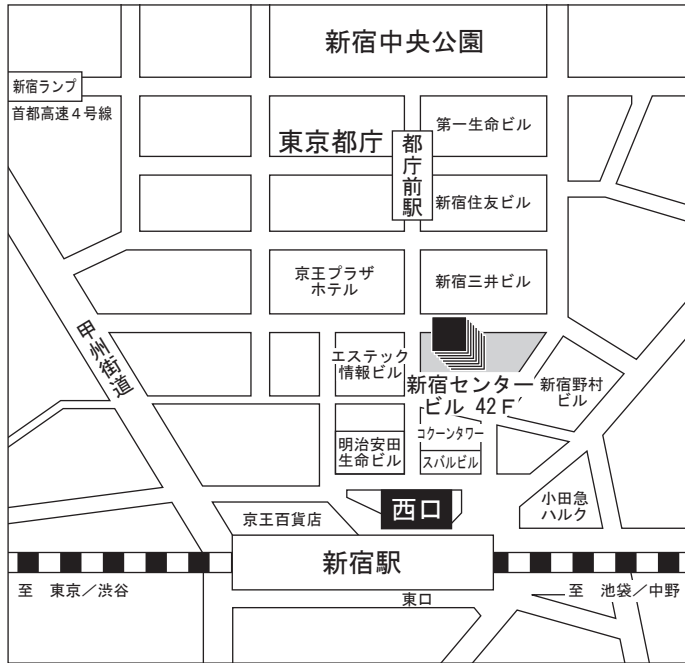 新宿中央公園
新宿ランプ
首都高速4号線
第一生命ビル
東京都庁
都庁前駅
新宿住友ビル
京王プラザ
ホテル
新宿三井ビル
甲州街道
エステック
情報ビル
新宿センター
ビル 42F
新宿野村
ビル
コクーンタワー
明治安田
生命ビル
スバルビル
京王百貨店
西口
小田急
ハルク
新宿駅
至 東京/渋谷
東口
至 池袋/中野